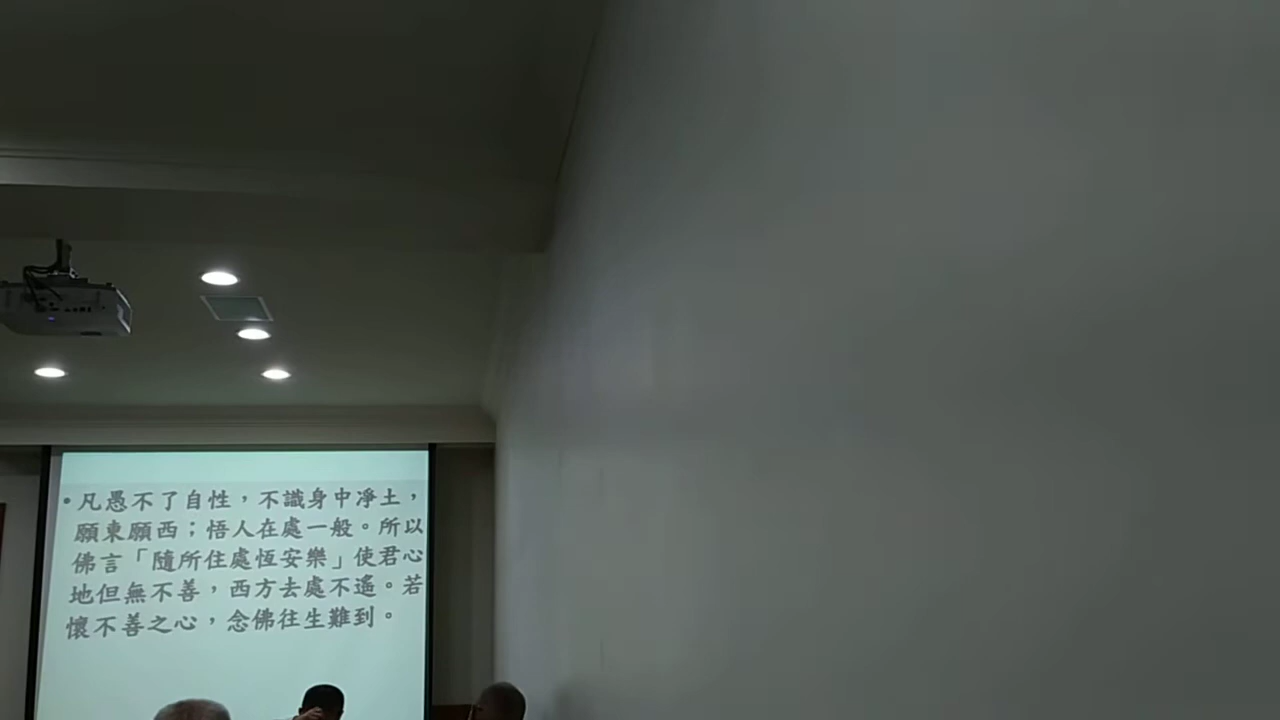 •凡愚不了自性，不識身中凈土，
願東願西；悟人在處一般。所以
佛言「隨所住處恆安樂」使君心
地但無不善，西方去處不遙。若
懷不善之心，念佛往生難到。